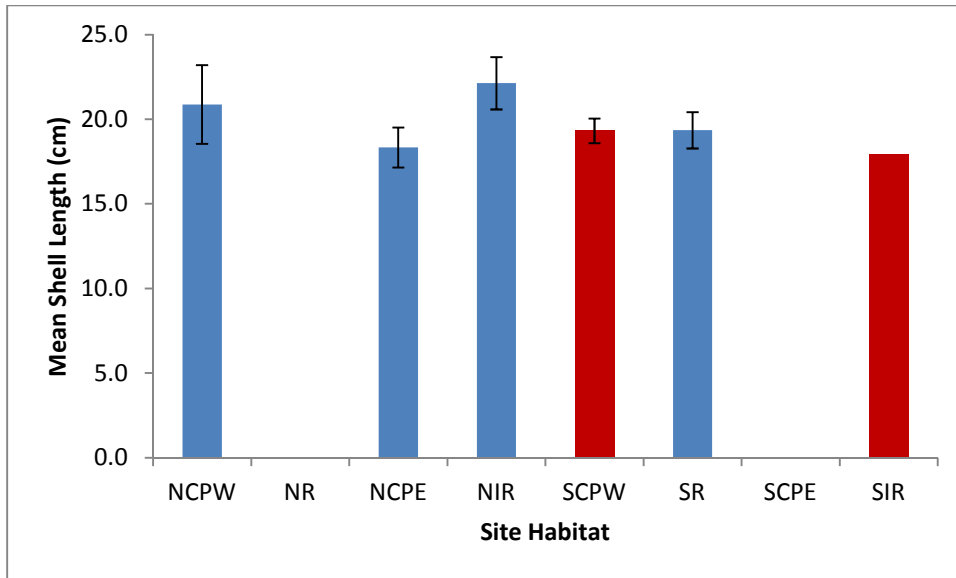 Mean Shell Length (cm)
25.0
20.0
15.0
10.0
5.0
0.0
NCPW NR NCPE NIR SCPW SR SCPE SIR
Site Habitat